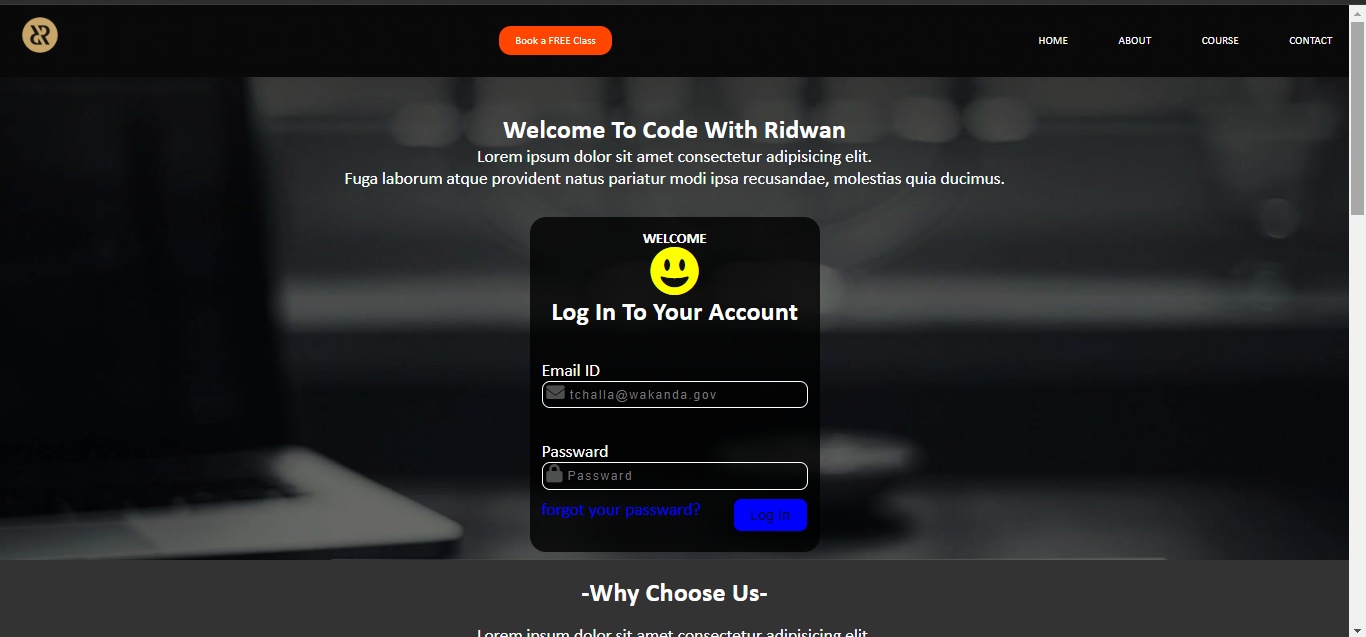 Book a FREE Class
HOME
ABOUT
COURSE
CONTACT
Welcome To Code With Ridwan
Lorem ipsum dolor sit amet consectetur adipisicing elit.
Fuga laborum atque provident natus pariatur modi ipsa recusandae, molestias quia ducimus.
WELCOME
Log In To Your Account
Email ID
tchalla@wakanda.gov
Password
Password
forgot your passward?
Log In
-Why Choose Us-
Lorem ipsum dolor sit amet consectetur adipisicing elit.